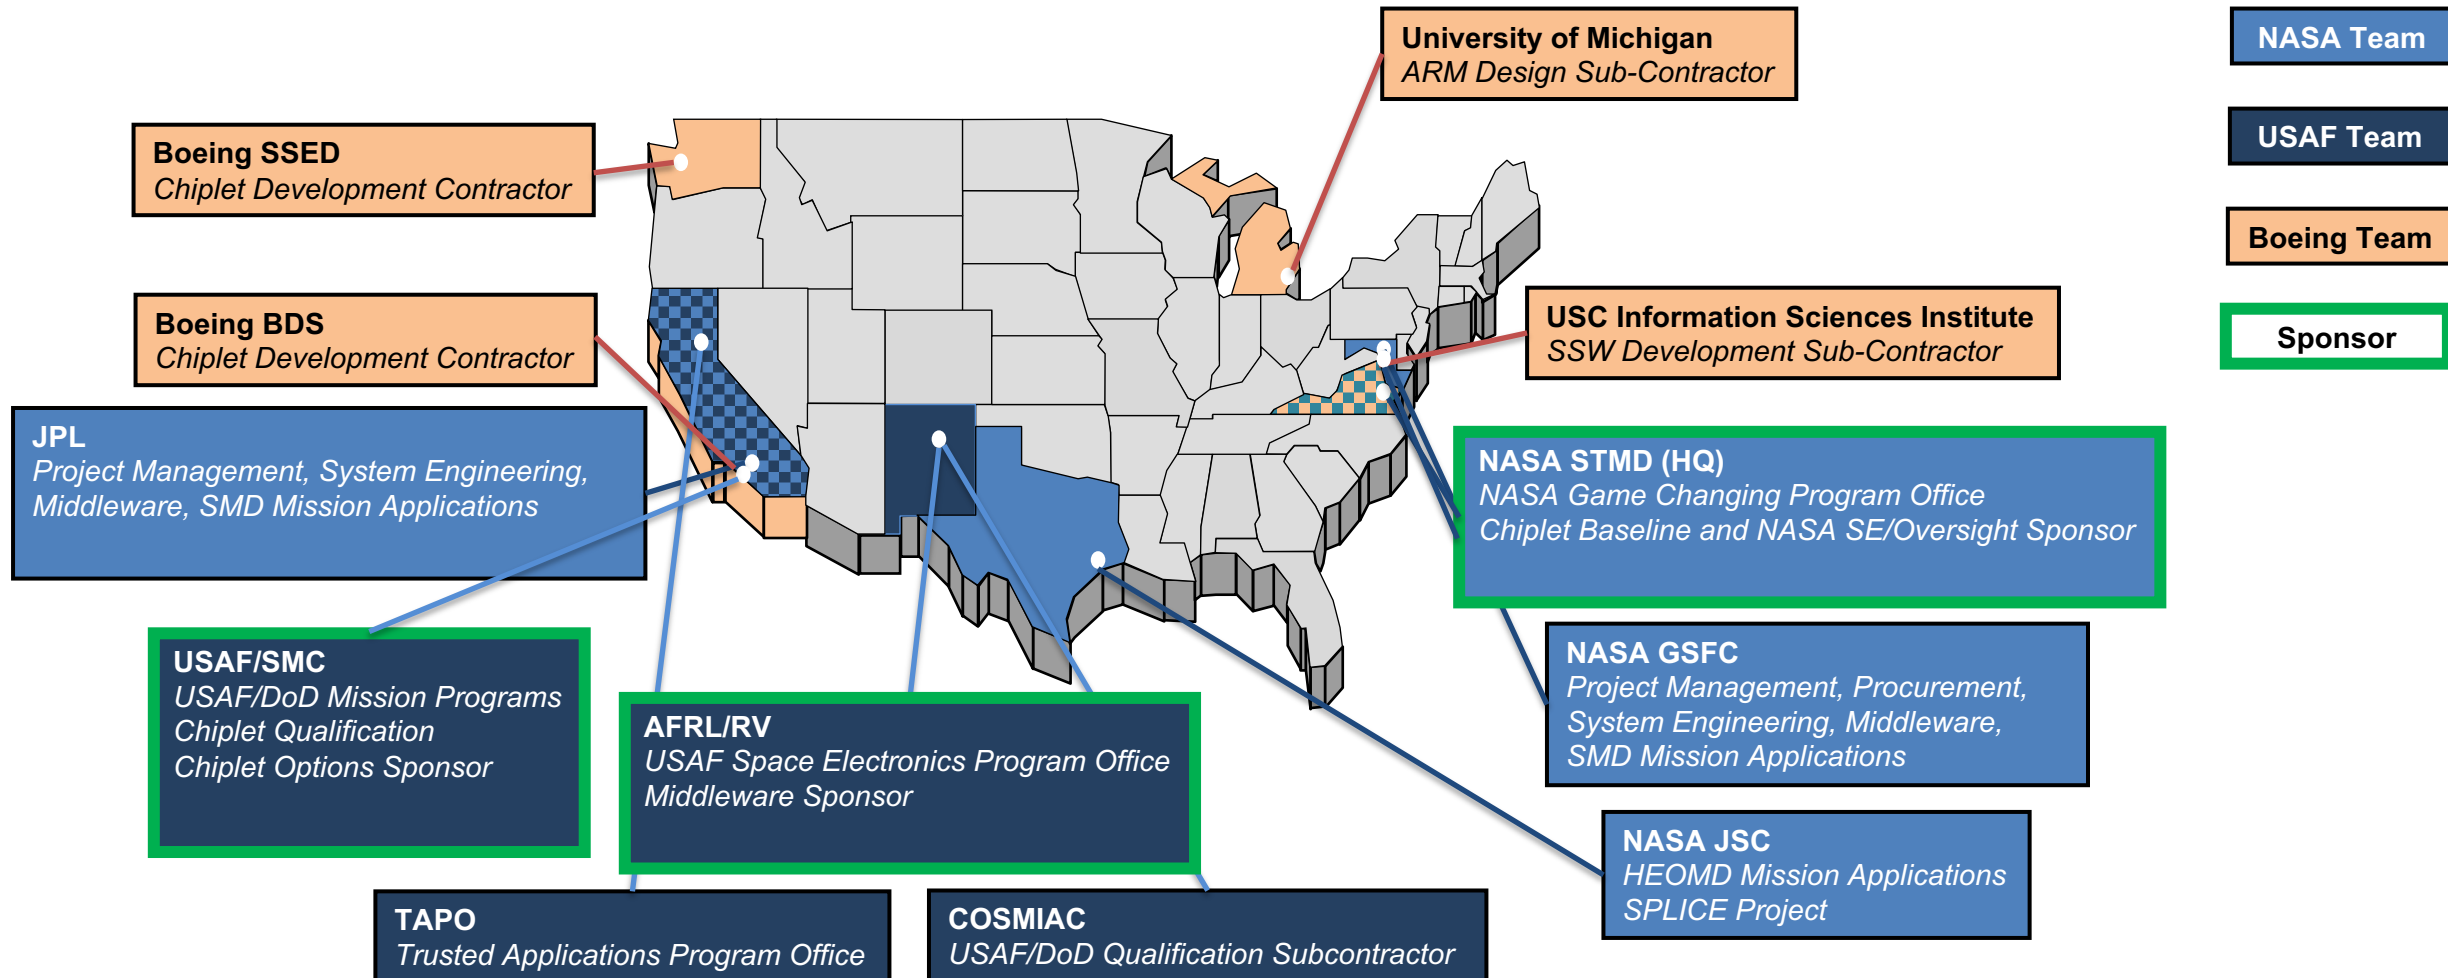 University of Michigan
ARM Design Sub-Contractor
NASA Team
USAF Team
Boeing Team
Sponsor
Boeing SSED
Chiplet Development Contractor
Boeing BDS
Chiplet Development Contractor
USC Information Sciences Institute
SSW Development Sub-Contractor
JPL
Project Management, System Engineering,
Middleware, SMD Mission Applications
NASA STMD (HQ)
NASA Game Changing Program Office
Chiplet Baseline and NASA SE/Oversight Sponsor
USAF/SMC
USAF/DoD Mission Programs
Chiplet Qualification
Chiplet Options Sponsor
AFRL/RV
USAF Space Electronics Program Office
Middleware Sponsor
NASA GSFC
Project Management, Procurement,
System Engineering, Middleware,
SMD Mission Applications
NASA JSC
HEOMD Mission Applications
SPLICE Project
TAPO
Trusted Applications Program Office
COSMIAC
USAF/DoD Qualification Subcontractor